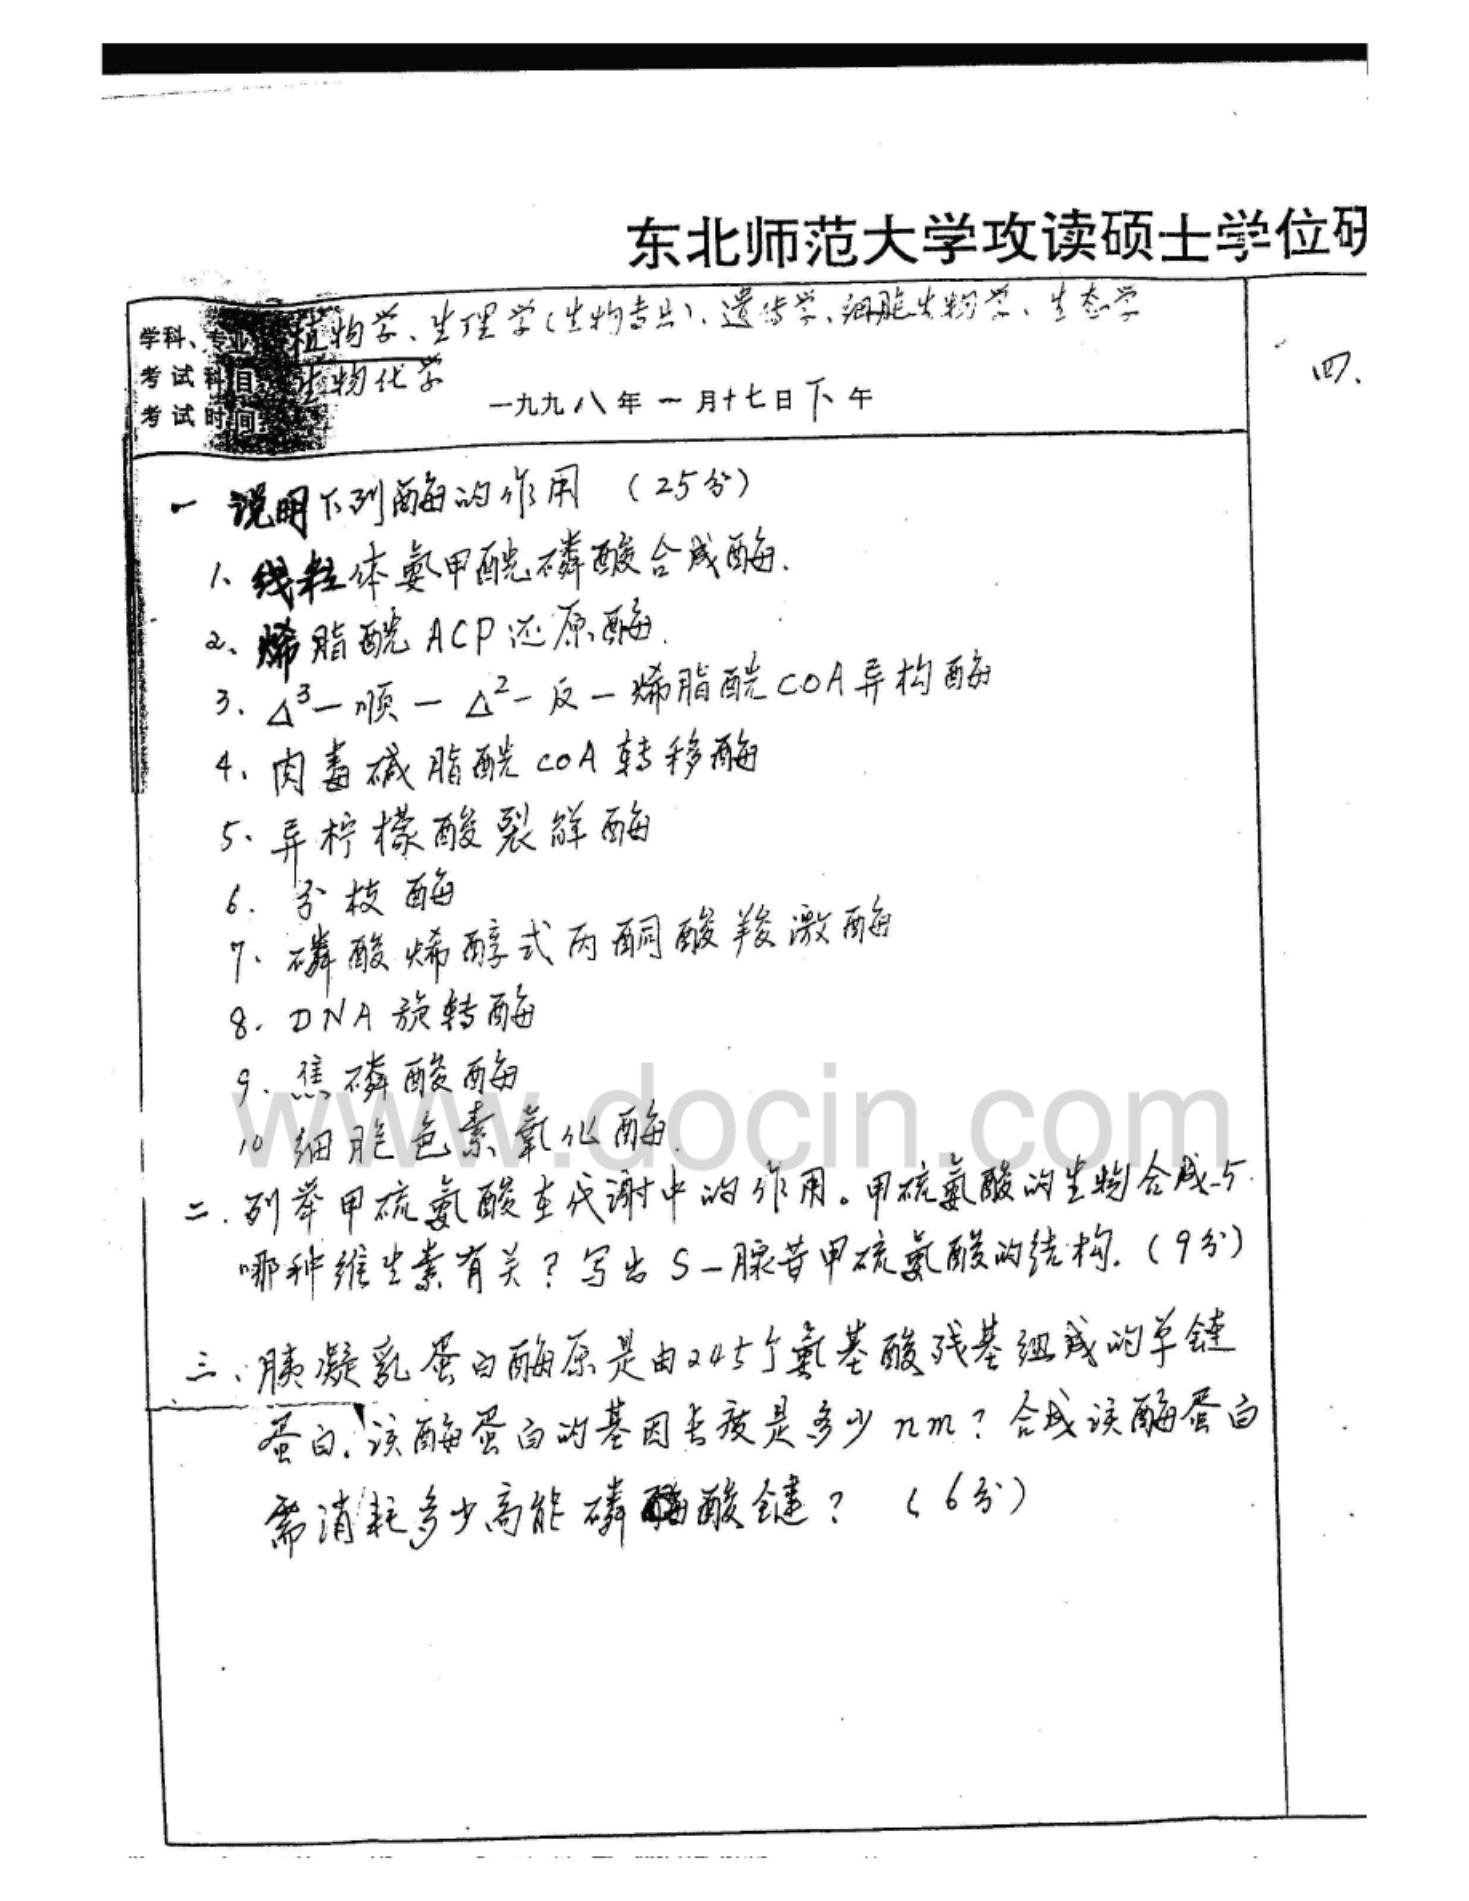 东北师范大学攻读硕士学位研
学科、专业 植物学、生理学(生物专业)、遗传学、细胞生物学、生态学
考试科目 生物化学
考试时间: 一九九八年一月十七日下午
四、
一 说明下列酶的作用 (25分)
1、线粒体氨甲酰磷酸合成酶.
2、烯脂酰ACP还原酶.
3、Δ³-顺-Δ²-反-烯脂酰COA异构酶
4、肉毒碱脂酰COA转移酶
5、异柠檬酸裂解酶
6. 分枝酶
7、磷酸烯醇式丙酮酸羧激酶
8. DNA旋转酶
9. 焦磷酸酶
10 细胞色素氧化酶.
二.列举甲硫氨酸在代谢中的作用。甲硫氨酸的生物合成与
哪种维生素有关?写出S-腺苷甲硫氨酸的结构.(9分)
三、胰凝乳蛋白酶原是由245个氨基酸残基组成的单链
蛋白.该酶蛋白的基因长度是多少nm?合成该酶蛋白
需消耗多少高能磷酸键? (6分)
www.docin.com